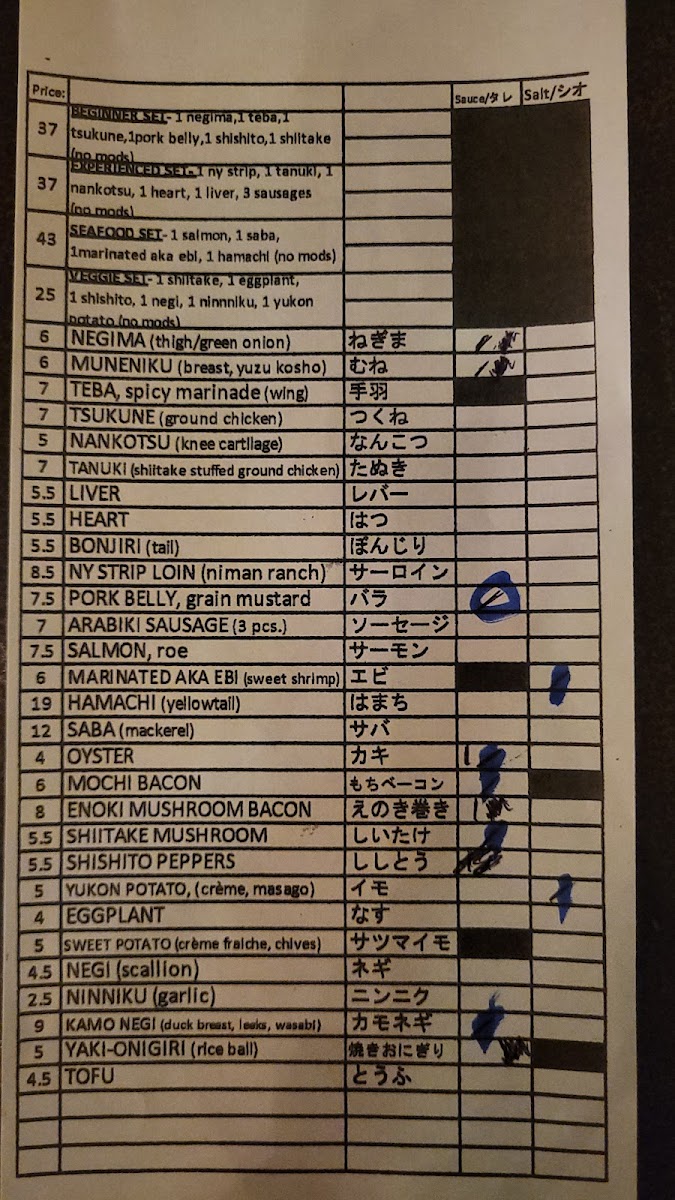 Price: Sauce/タレ Salt/シオ
37 BEGINNER SET- 1 negima,1 teba,1
tsukune,1pork belly,1 shishito,1 shiitake
(no mods)
37 EXPERIENCED SET- 1 ny strip, 1 tanuki, 1
nankotsu, 1 heart, 1 liver, 3 sausages
(no mods)
43 SEAFOOD SET- 1 salmon, 1 saba,
1marinated aka ebi, 1 hamachi (no mods)
25 VEGGIE SET- 1 shiitake, 1 eggplant,
1 shishito, 1 negi, 1 ninnniku, 1 yukon
potato (no mods)
6 NEGIMA (thigh/green onion) ねぎま
6 MUNENIKU (breast, yuzu kosho) むね
7 TEBA, spicy marinade (wing) 手羽
7 TSUKUNE (ground chicken) つくね
5 NANKOTSU (knee cartilage) なんこつ
7 TANUKI (shiitake stuffed ground chicken) たぬき
5.5 LIVER レバー
5.5 HEART はつ
5.5 BONJIRI (tail) ぼんじり
8.5 NY STRIP LOIN (niman ranch) サーロイン
7.5 PORK BELLY, grain mustard バラ
7 ARABIKI SAUSAGE (3 pcs.) ソーセージ
7.5 SALMON, roe サーモン
6 MARINATED AKA EBI (sweet shrimp) エビ
19 HAMACHI (yellowtail) はまち
12 SABA (mackerel) サバ
4 OYSTER カキ
6 MOCHI BACON もちベーコン
8 ENOKI MUSHROOM BACON えのき巻き
5.5 SHIITAKE MUSHROOM しいたけ
5.5 SHISHITO PEPPERS ししとう
5 YUKON POTATO, (crème, masago) イモ
4 EGGPLANT なす
5 SWEET POTATO (crème fraiche, chives) サツマイモ
4.5 NEGI (scallion) ネギ
2.5 NINNIKU (garlic) ニンニク
9 KAMO NEGI (duck breast, leeks, wasabi) カモネギ
5 YAKI-ONIGIRI (rice ball) 焼きおにぎり
4.5 TOFU とうふ